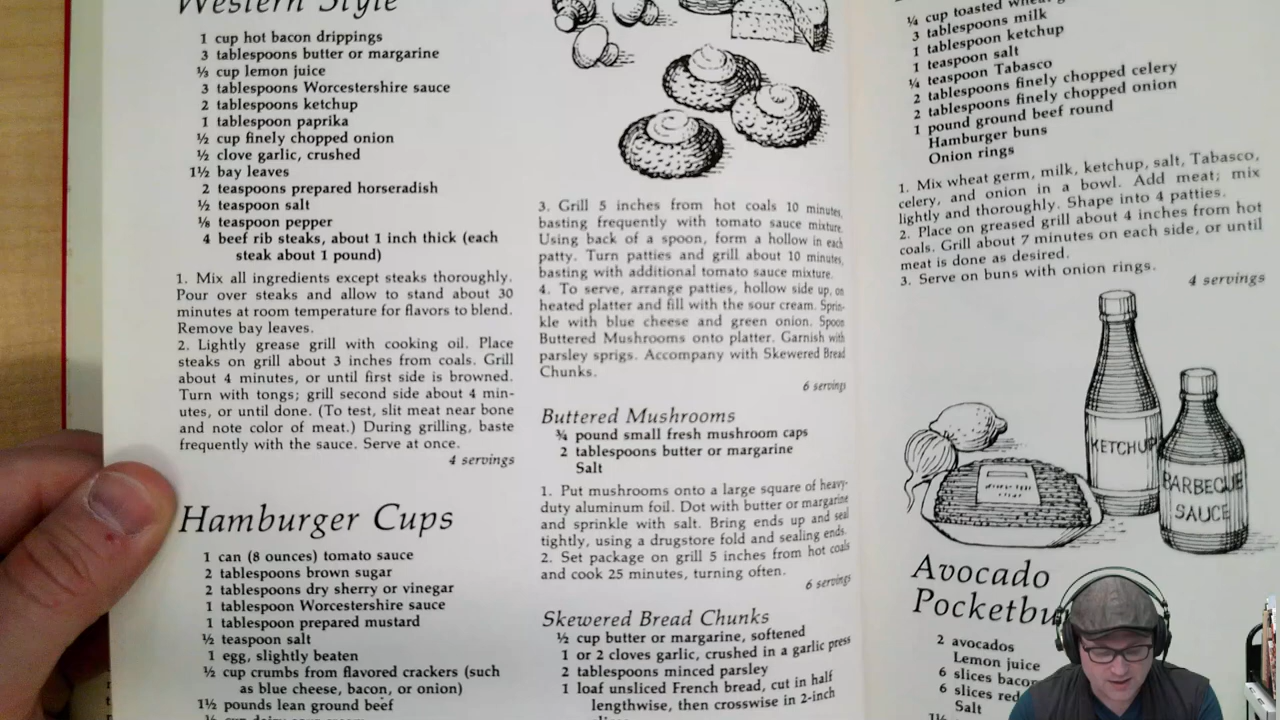 Western Style
1 cup hot bacon drippings
3 tablespoons butter or margarine
⅓ cup lemon juice
3 tablespoons Worcestershire sauce
2 tablespoons ketchup
1 tablespoon paprika
½ cup finely chopped onion
½ clove garlic, crushed
1½ bay leaves
2 teaspoons prepared horseradish
½ teaspoon salt
⅛ teaspoon pepper
4 beef rib steaks, about 1 inch thick (each
steak about 1 pound)
1. Mix all ingredients except steaks thoroughly.
Pour over steaks and allow to stand about 30
minutes at room temperature for flavors to blend.
Remove bay leaves.
2. Lightly grease grill with cooking oil. Place
steaks on grill about 3 inches from coals. Grill
about 4 minutes, or until first side is browned.
Turn with tongs; grill second side about 4 min-
utes, or until done. (To test, slit meat near bone
and note color of meat.) During grilling, baste
frequently with the sauce. Serve at once.
4 servings
Hamburger Cups
1 can (8 ounces) tomato sauce
2 tablespoons brown sugar
2 tablespoons dry sherry or vinegar
1 tablespoon Worcestershire sauce
1 tablespoon prepared mustard
½ teaspoon salt
1 egg, slightly beaten
½ cup crumbs from flavored crackers (such
as blue cheese, bacon, or onion)
1½ pounds lean ground beef
3. Grill 5 inches from hot coals 10 minutes,
basting frequently with tomato sauce mixture.
Using back of a spoon, form a hollow in each
patty. Turn patties and grill about 10 minutes,
basting with additional tomato sauce mixture.
4. To serve, arrange patties, hollow side up, on
heated platter and fill with the sour cream. Sprin-
kle with blue cheese and green onion. Spoon
Buttered Mushrooms onto platter. Garnish with
parsley sprigs. Accompany with Skewered Bread
Chunks.
6 servings
Buttered Mushrooms
¾ pound small fresh mushroom caps
2 tablespoons butter or margarine
Salt
1. Put mushrooms onto a large square of heavy-
duty aluminum foil. Dot with butter or margarine
and sprinkle with salt. Bring ends up and seal
tightly, using a drugstore fold and sealing ends.
2. Set package on grill 5 inches from hot coals
and cook 25 minutes, turning often.
6 servings
Skewered Bread Chunks
½ cup butter or margarine, softened
1 or 2 cloves garlic, crushed in a garlic press
2 tablespoons minced parsley
1 loaf unsliced French bread, cut in half
lengthwise, then crosswise in 2-inch
¼ cup toasted wheat
3 tablespoons milk
1 tablespoon ketchup
1 teaspoon salt
¼ teaspoon Tabasco
2 tablespoons finely chopped celery
2 tablespoons finely chopped onion
1 pound ground beef round
Hamburger buns
Onion rings
1. Mix wheat germ, milk, ketchup, salt, Tabasco,
celery, and onion in a bowl. Add meat; mix
lightly and thoroughly. Shape into 4 patties.
2. Place on greased grill about 4 inches from hot
coals. Grill about 7 minutes on each side, or until
meat is done as desired.
3. Serve on buns with onion rings.
4 servings
KETCHUP
BARBECUE
SAUCE
Avocado
Pocketbu
2 avocados
Lemon juice
6 slices bacon
6 slices red
Salt